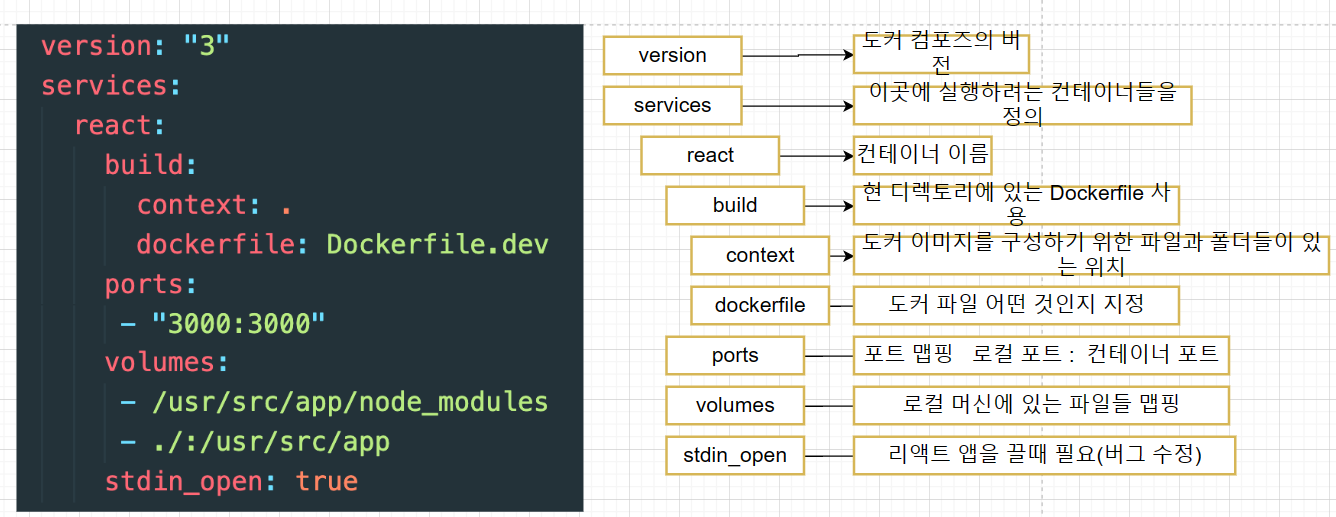 version: "3"
services:
react:
build:
context: .
dockerfile: Dockerfile.dev
ports:
- "3000:3000"
volumes:
- /usr/src/app/node_modules
- ./:/usr/src/app
stdin_open: true
version
도커 컴포즈의 버
전
services
이곳에 실행하려는 컨테이너들을
정의
react
컨테이너 이름
build
현 디렉토리에 있는 Dockerfile 사
용
context
도커 이미지를 구성하기 위한 파일과 폴더들이 있
는 위치
dockerfile
도커 파일 어떤 것인지 지정
ports
포트 맵핑 로컬 포트 : 컨테이너 포트
volumes
로컬 머신에 있는 파일들 맵핑
stdin_open
리액트 앱을 끌때 필요(버그 수정)